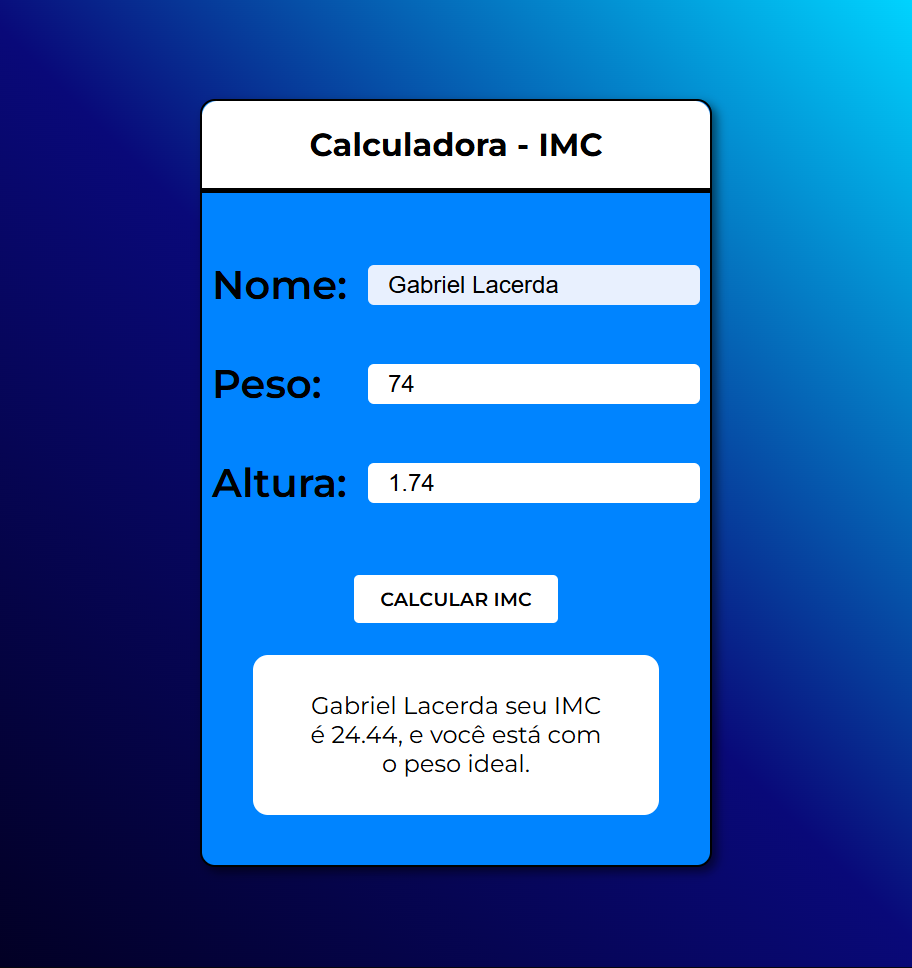 Calculadora - IMC
Nome: Gabriel Lacerda
Peso: 74
Altura: 1.74
CALCULAR IMC
Gabriel Lacerda seu IMC
é 24.44, e você está com
o peso ideal.